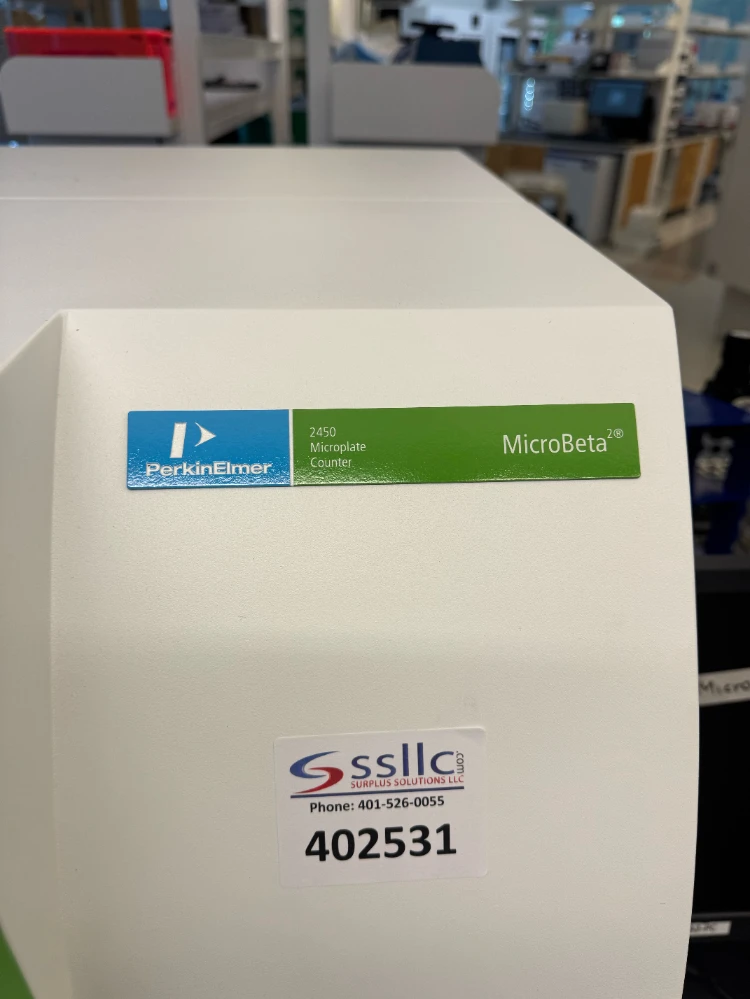 PerkinElmer
2450
Microplate
Counter
MicroBeta²®
ssllc.com
SURPLUS SOLUTIONS LLC
Phone: 401-526-0055
402531